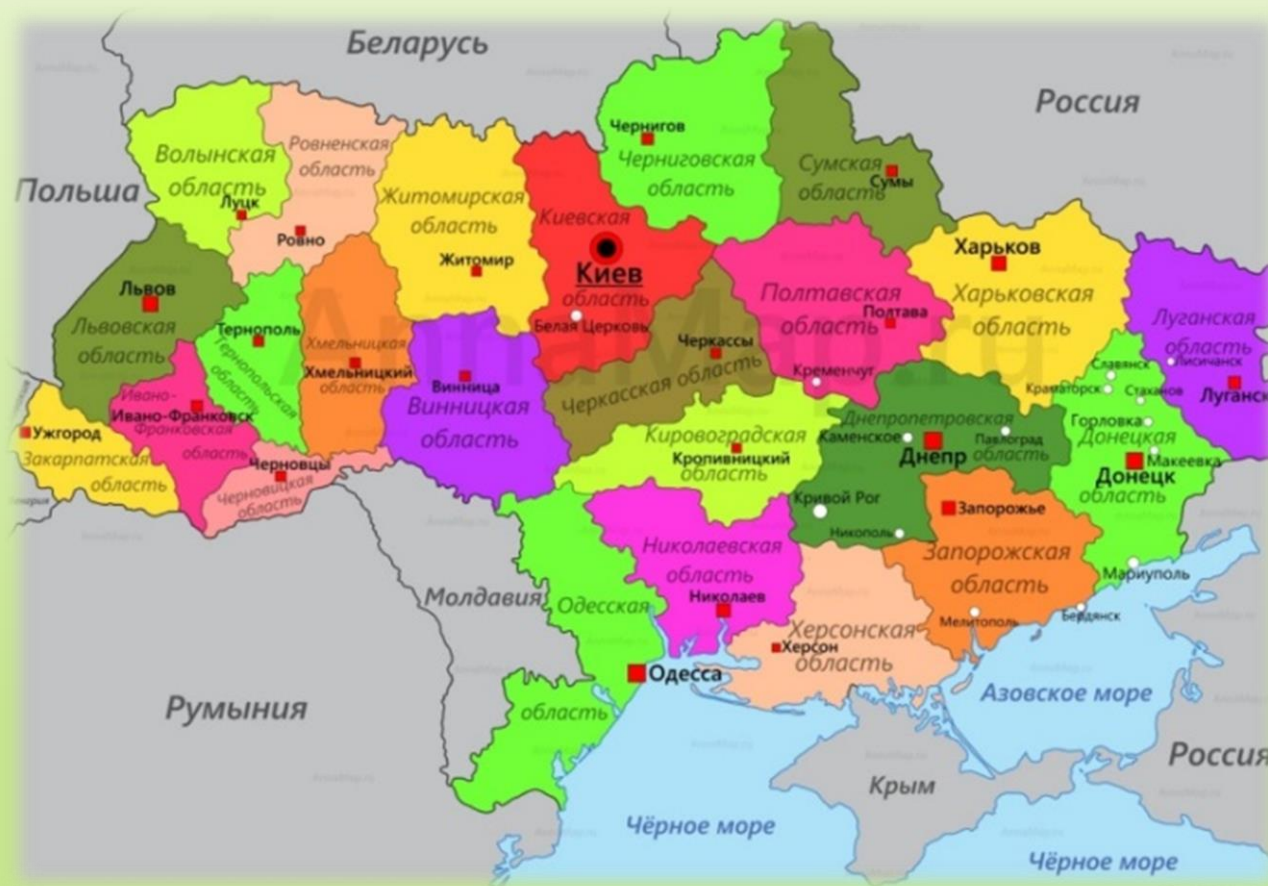 Беларусь
Россия
Чернигов
Черниговская
область
Ровненская
область
Волынская
область
Луцк
Ровно
Сумская
область
Сумы
Польша
Житомирская
область
Житомир
Киевская
Киев
область
Белая Церковь
Харьков
Харьковская
область
Львов
Львовская
область
Тернополь
Тернопольская
область
Хмельницкая
Хмельницкий
область
Полтавская
область
Полтава
Кременчуг
Черкассы
Черкасская область
Луганская
область
Лисичанск
Луганск
Славянск
Краматорск
Стаханов
Горловка
Донецкая
Макеевка
Донецк
область
Винница
Винницкая
область
Ивано-
Ивано-Франковск
Франковская
область
Ужгород
Закарпатская
область
Черновцы
Черновицкая
область
Кировоградская
Кропивницкий
область
Днепропетровская
Каменское
Павлоград
область
Днепр
Кривой Рог
Никополь
Запорожье
Запорожская
область
Мариуполь
Бердянск
Мелитополь
Николаевская
область
Николаев
Молдавия
Одесская
Херсонская
Херсон
область
Одесса
область
Румыния
Азовское море
Россия
Крым
Чёрное море
Чёрное море
AnnaMap.ru